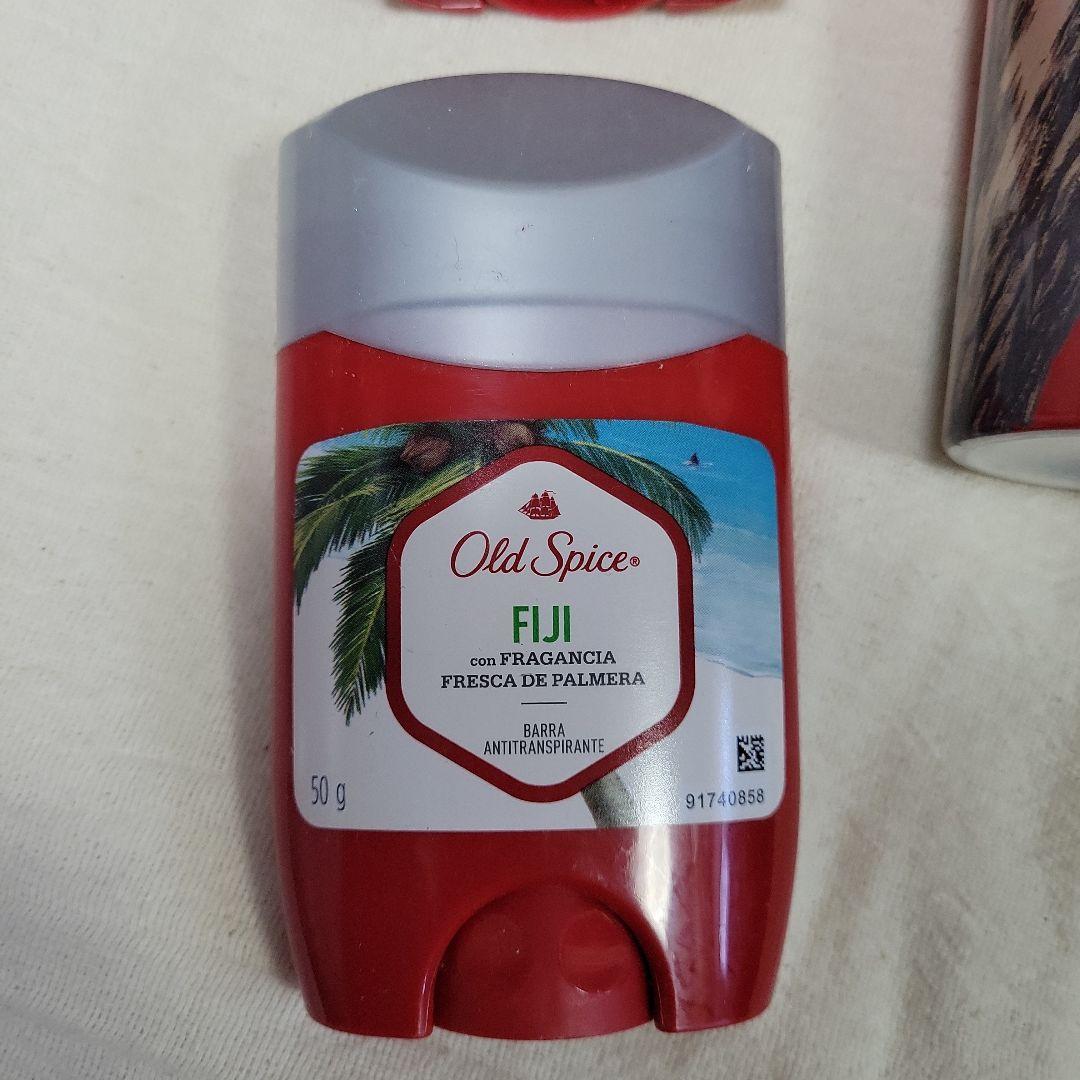 Old Spice®
FIJI
con FRAGANCIA
FRESCA DE PALMERA
BARRA
ANTITRANSPIRANTE
50 g
91740858